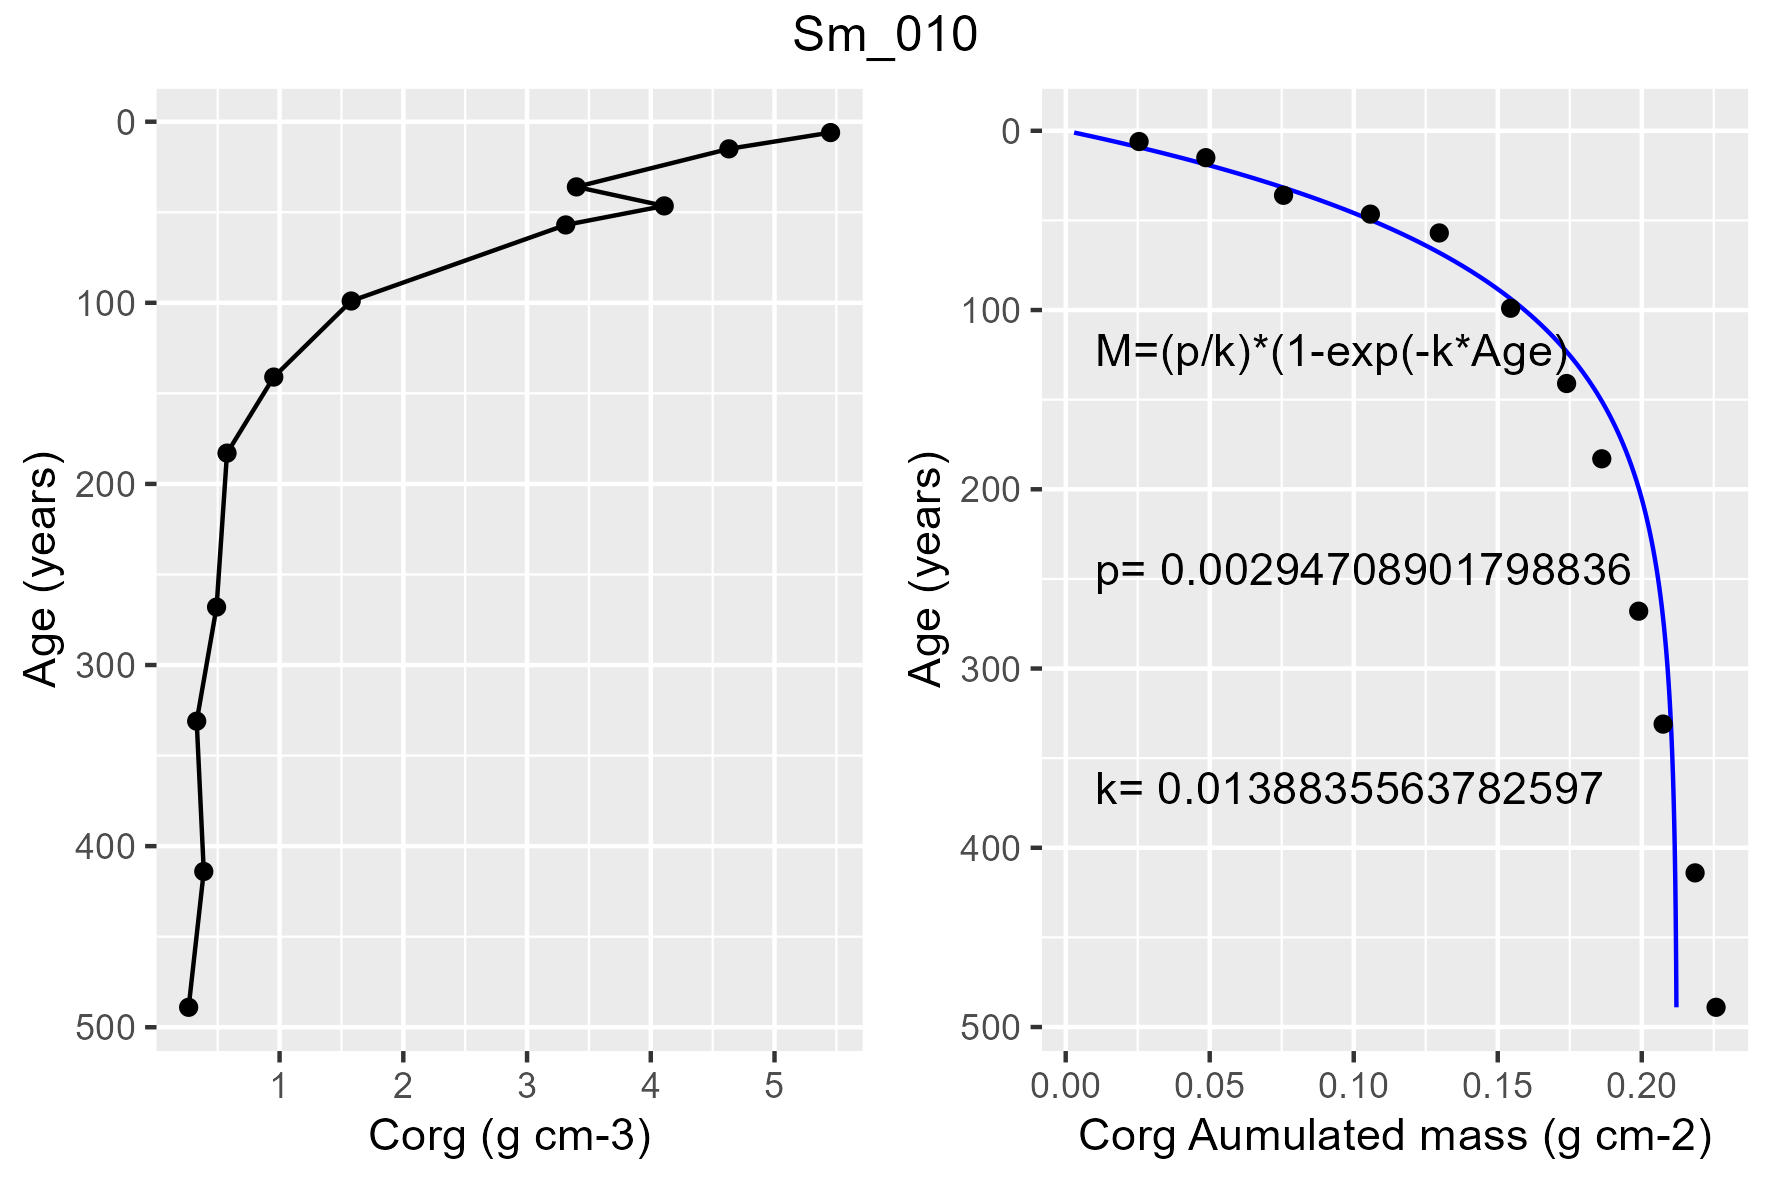 Sm_010
0
100
200
300
400
500
Age (years)
1
2
3
4
5
Corg (g cm-3)
0
100
200
300
400
500
Age (years)
M=(p/k)*(1-exp(-k*Age)
p= 0.00294708901798836
k= 0.0138835563782597
0.00
0.05
0.10
0.15
0.20
Corg Aumulated mass (g cm-2)